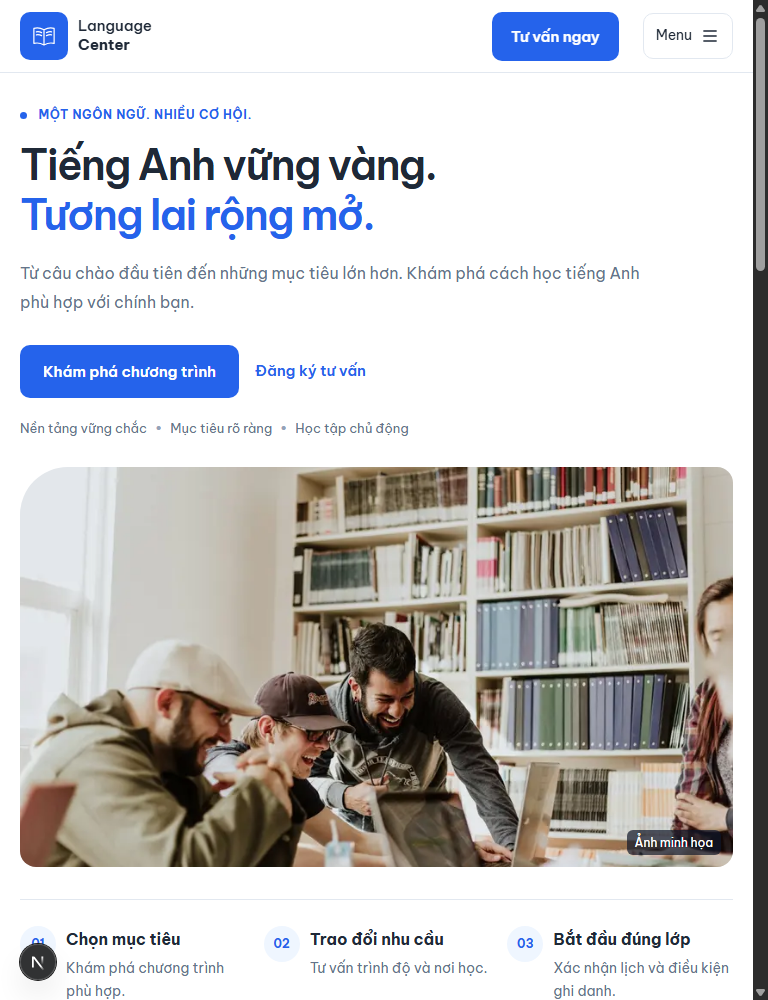 Language
Center
Tư vấn ngay
Menu
MỘT NGÔN NGỮ. NHIỀU CƠ HỘI.
Tiếng Anh vững vàng.
Tương lai rộng mở.
Từ câu chào đầu tiên đến những mục tiêu lớn hơn. Khám phá cách học tiếng Anh
phù hợp với chính bạn.
Khám phá chương trình
Đăng ký tư vấn
Nền tảng vững chắc • Mục tiêu rõ ràng • Học tập chủ động
Ảnh minh họa
01
Chọn mục tiêu
Khám phá chương trình
phù hợp.
02
Trao đổi nhu cầu
Tư vấn trình độ và nơi học.
03
Bắt đầu đúng lớp
Xác nhận lịch và điều kiện
ghi danh.
N